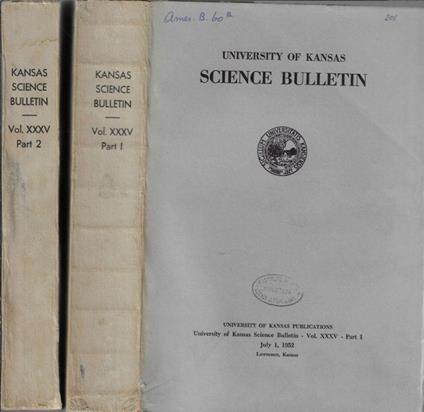 KANSAS
SCIENCE
BULLETIN
Vol. XXXV
Part 2
KANSAS
SCIENCE
BULLETIN
Vol. XXXV
Part I
Amer. B. 60
201
UNIVERSITY OF KANSAS
SCIENCE BULLETIN
UNIVERSITY OF KANSAS PUBLICATIONS
University of Kansas Science Bulletin - Vol. XXXV - Part I
July 1, 1952
Lawrence, Kansas